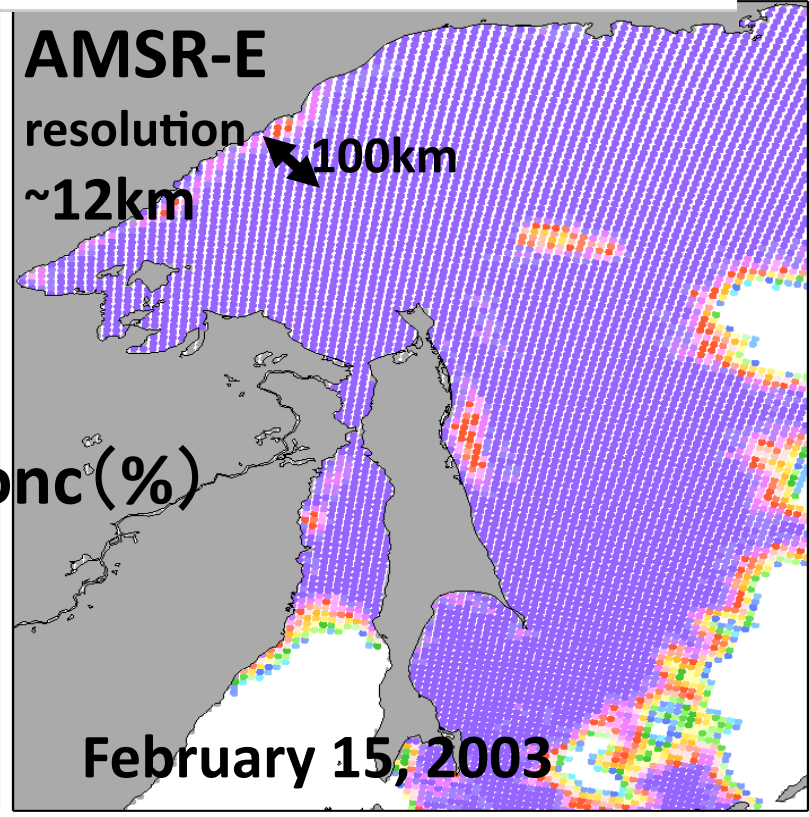 AMSR-E
resolution
100km
~12km
onc(%)
February 15, 2003